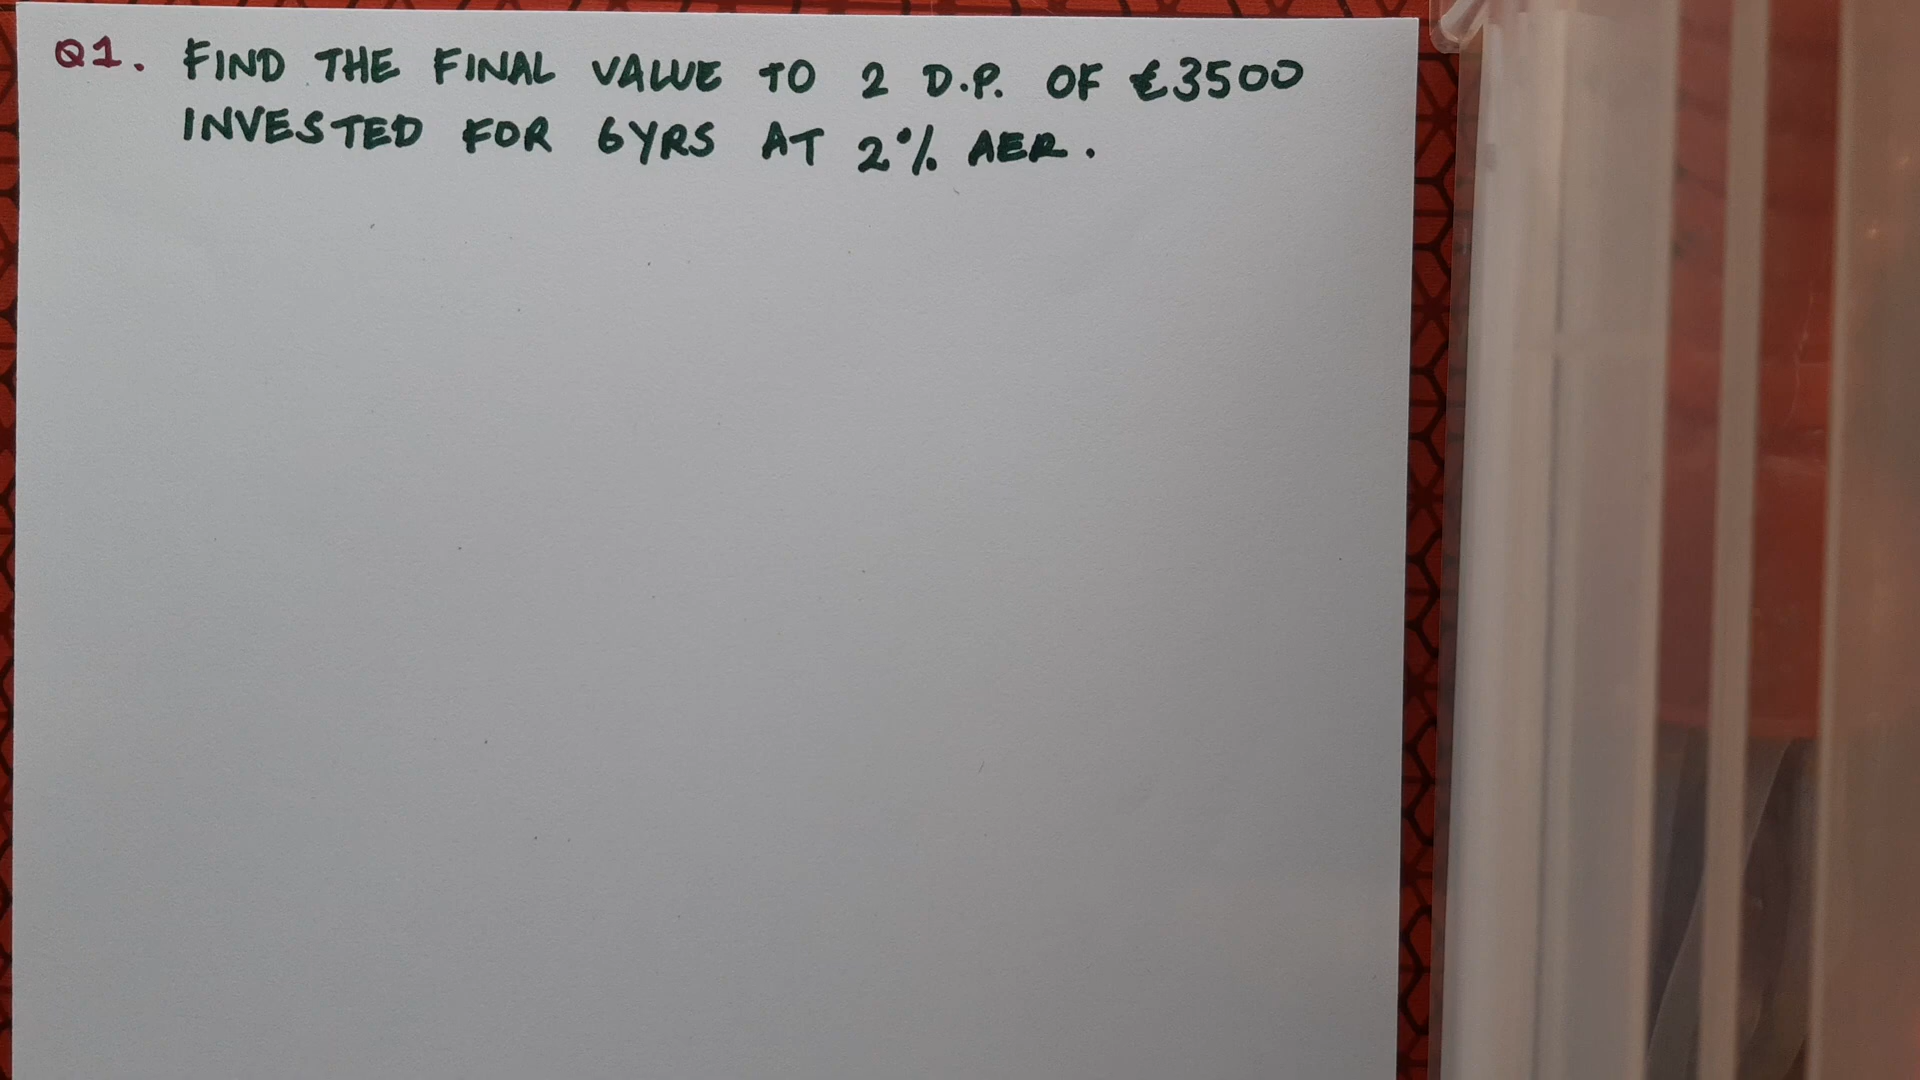 Q1. FIND THE FINAL VALUE TO 2 D.P. OF €3500
INVESTED FOR 6YRS AT 2% AER.